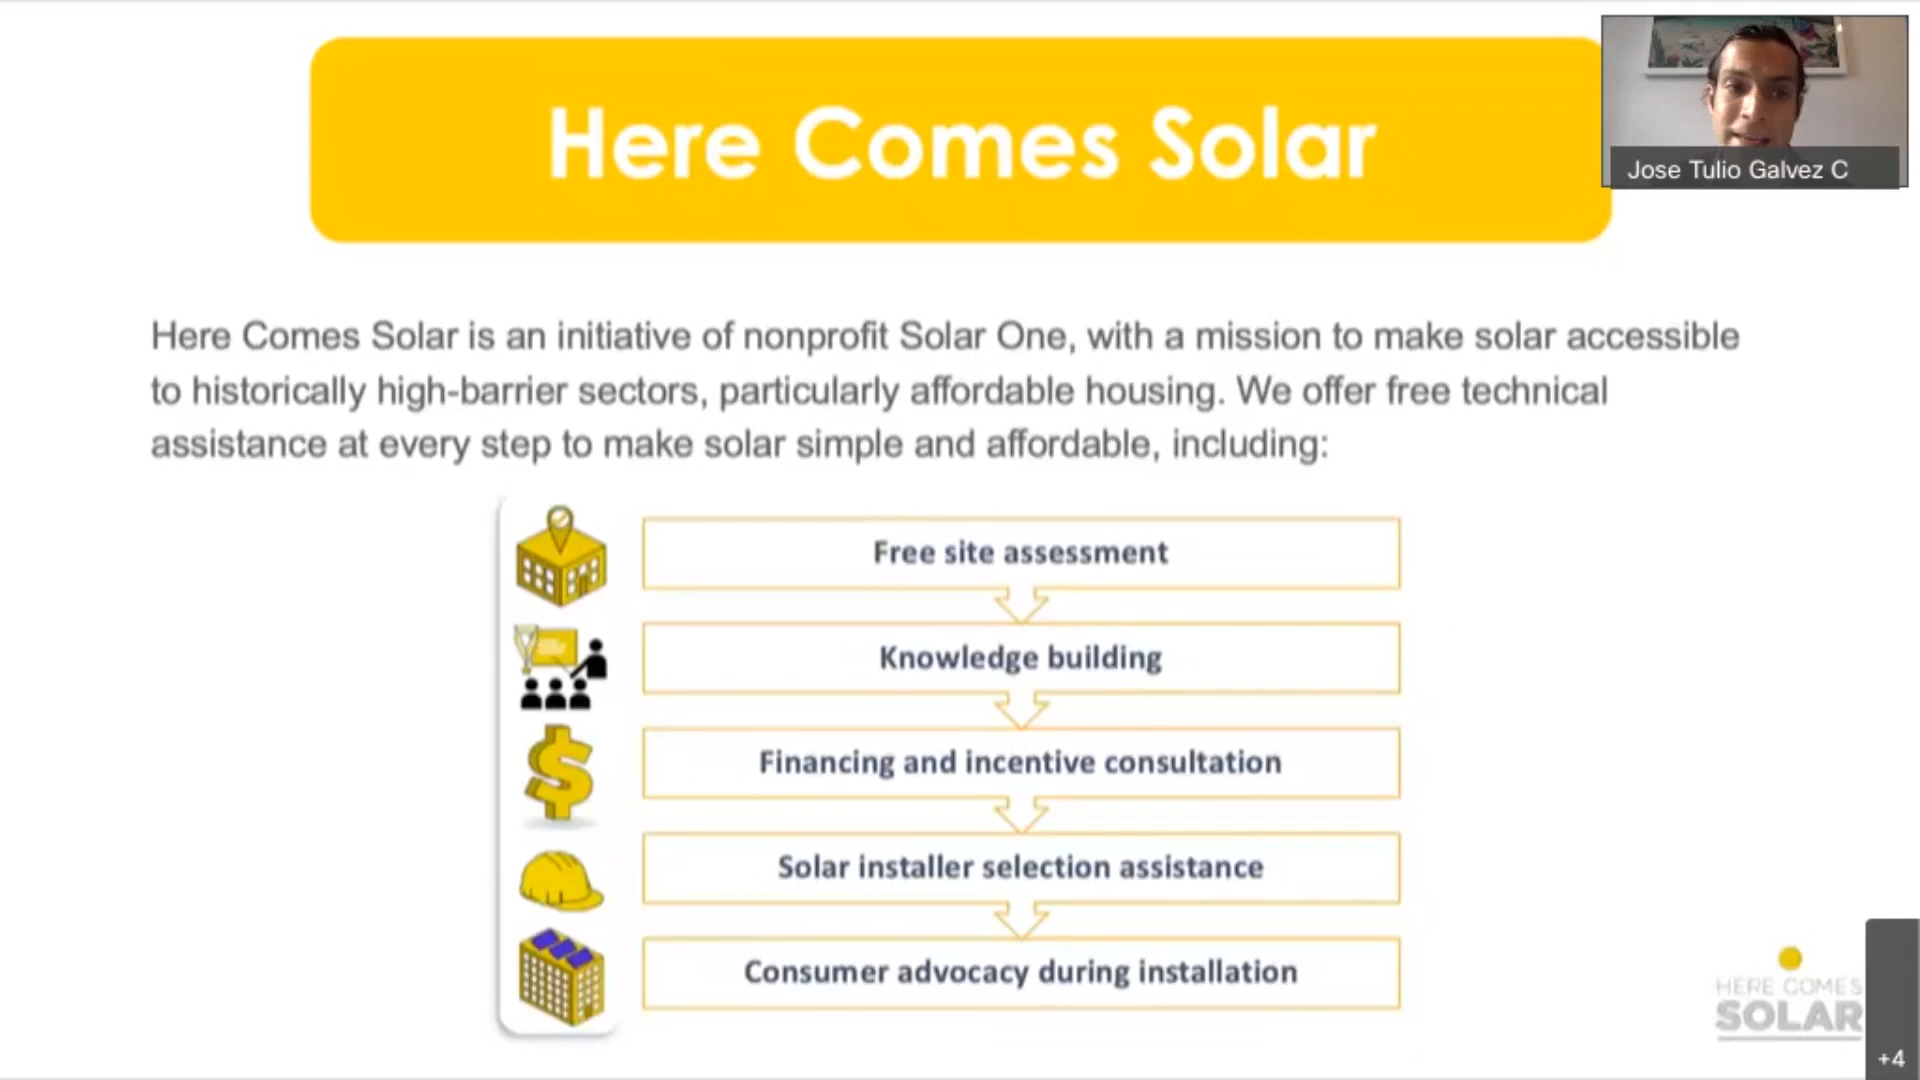 Here Comes Solar
Jose Tulio Galvez C
Here Comes Solar is an initiative of nonprofit Solar One, with a mission to make solar accessible
to historically high-barrier sectors, particularly affordable housing. We offer free technical
assistance at every step to make solar simple and affordable, including:
Free site assessment
Knowledge building
Financing and incentive consultation
Solar installer selection assistance
Consumer advocacy during installation
HERE COMES
SOLAR
+4